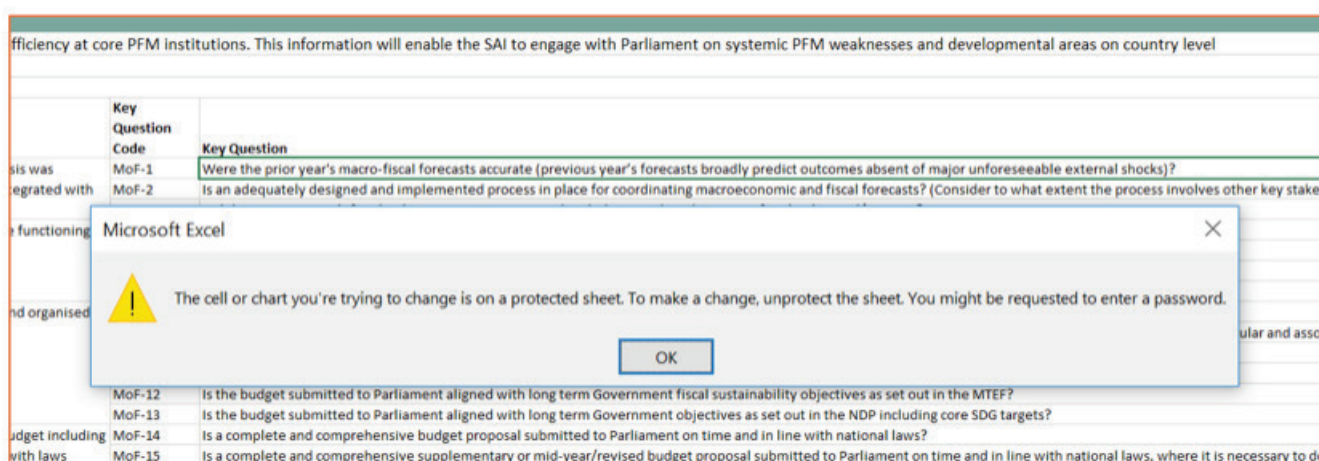 fficiency at core PFM institutions. This information will enable the SAI to engage with Parliament on systemic PFM weaknesses and developmental areas on country level
Key
Question
Code Key Question
sis was MoF-1 Were the prior year's macro-fiscal forecasts accurate (previous year's forecasts broadly predict outcomes absent of major unforeseeable external shocks)?
tegrated with MoF-2 Is an adequately designed and implemented process in place for coordinating macroeconomic and fiscal forecasts? (Consider to what extent the process involves other key stake
functioning
Microsoft Excel
The cell or chart you're trying to change is on a protected sheet. To make a change, unprotect the sheet. You might be requested to enter a password.
nd organised
ular and asso
OK
MoF-12 Is the budget submitted to Parliament aligned with long term Government fiscal sustainability objectives as set out in the MTEF?
MoF-13 Is the budget submitted to Parliament aligned with long term Government objectives as set out in the NDP including core SDG targets?
udget including MoF-14 Is a complete and comprehensive budget proposal submitted to Parliament on time and in line with national laws?
with laws MoF-15 Is a complete and comprehensive supplementary or mid-year/revised budget proposal submitted to Parliament on time and in line with national laws, where it is necessary to d